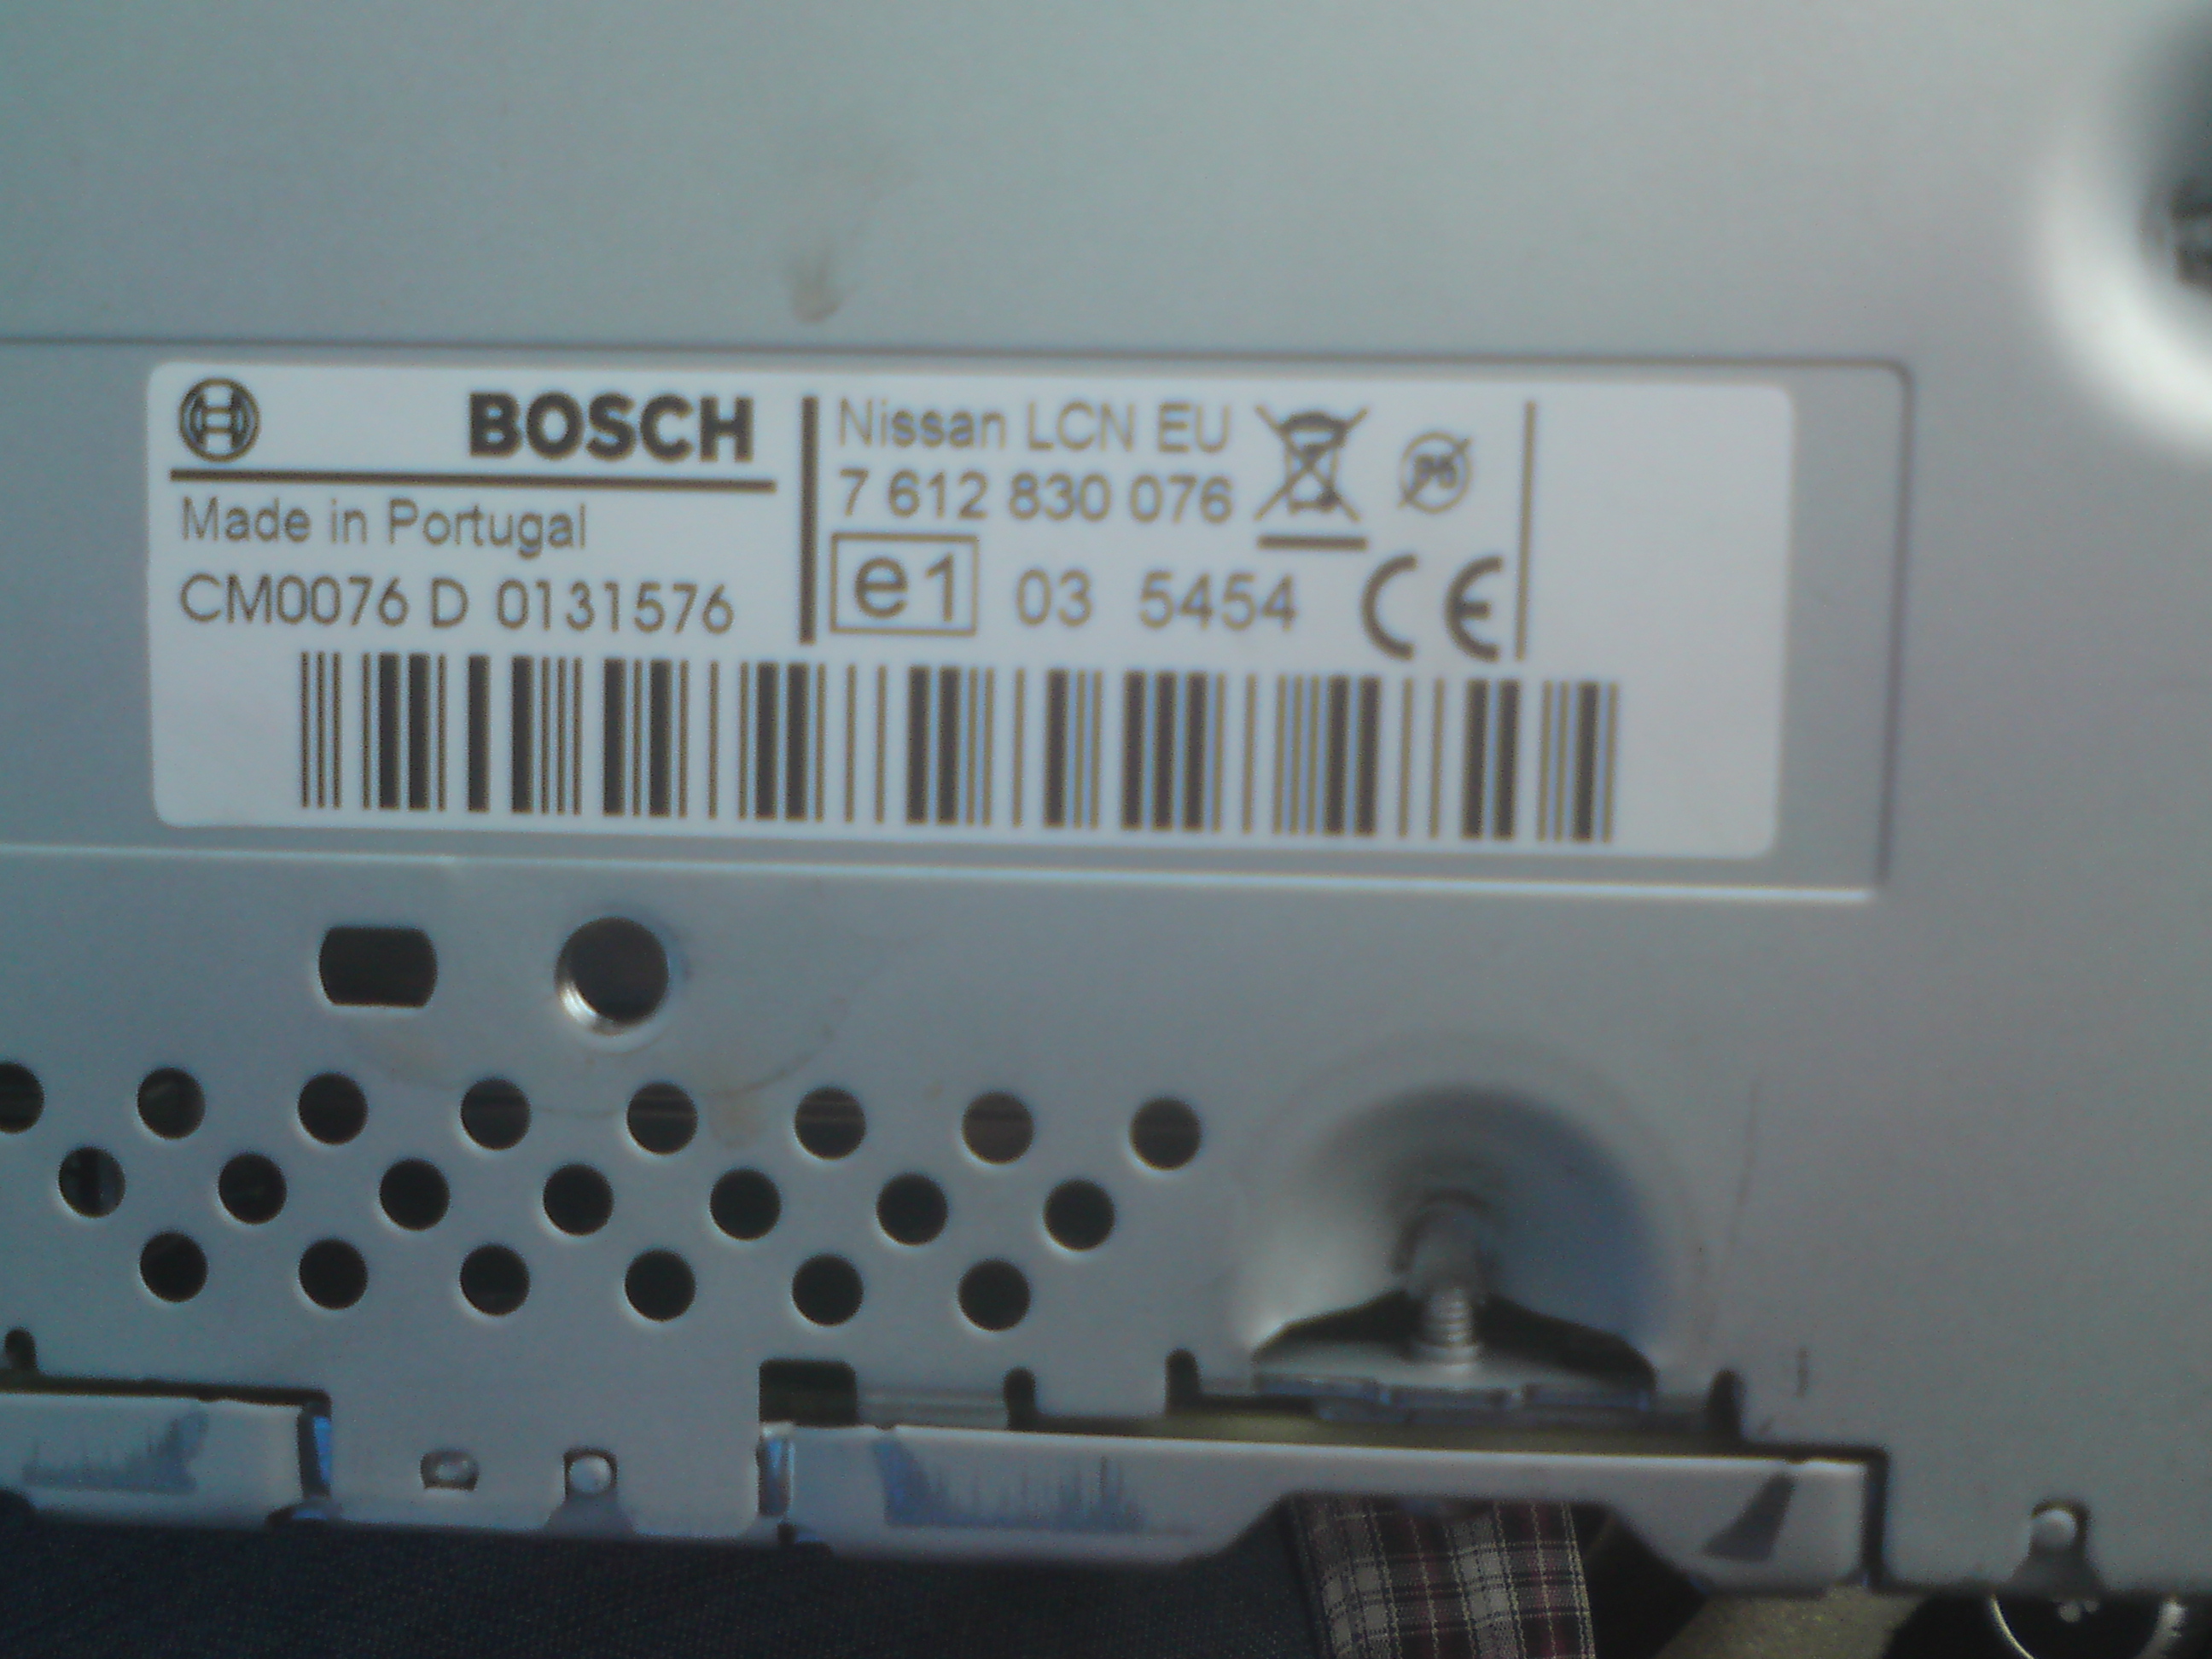 BOSCH
Made in Portugal
CM0076 D 0131576
Nissan LCN EU
7 612 830 076
e1 03 5454 CE